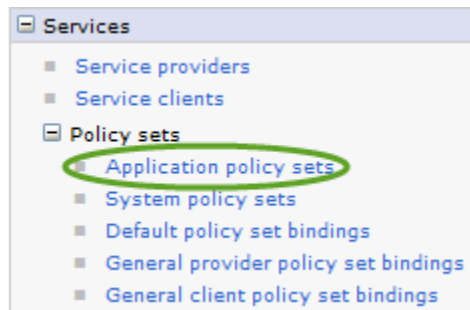 Services
Service providers
Service clients
Policy sets
Application policy sets
System policy sets
Default policy set bindings
General provider policy set bindings
General client policy set bindings